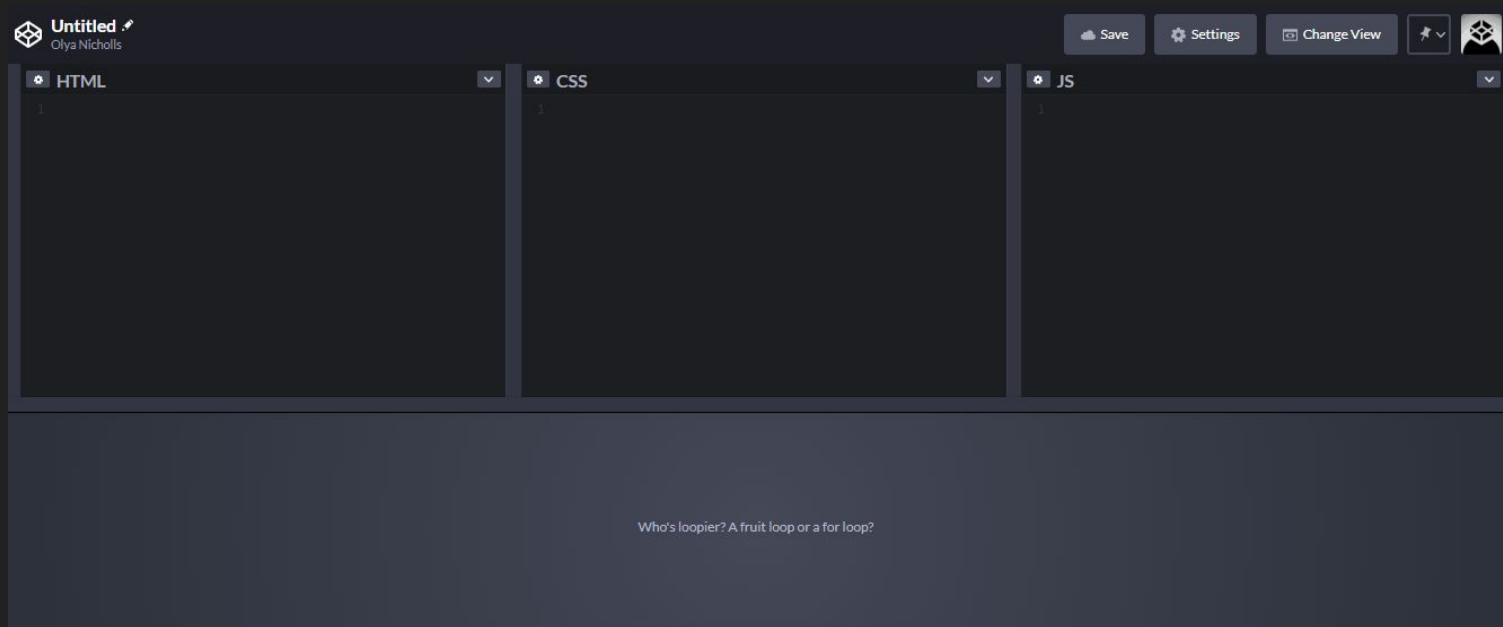 Untitled
Olya Nicholls
Save
Settings
Change View
HTML
CSS
JS
1
1
1
Who's loopier? A fruit loop or a for loop?